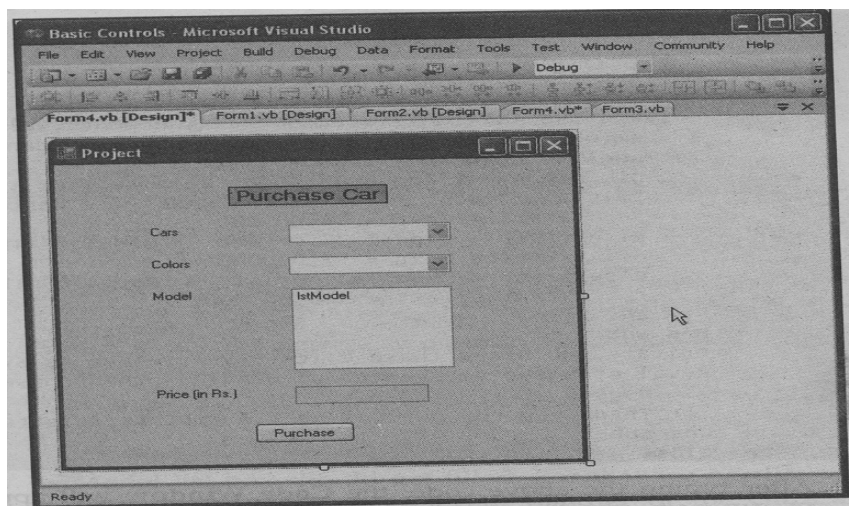 Basic Controls - Microsoft Visual Studio
File Edit View Project Build Debug Data Format Tools Test Window Community Help
Debug
Form4.vb [Design]* Form1.vb [Design] Form2.vb [Design] Form4.vb* Form3.vb
Project
Purchase Car
Cars
Colors
Model lstModel
Price (in Rs.)
Purchase
Ready